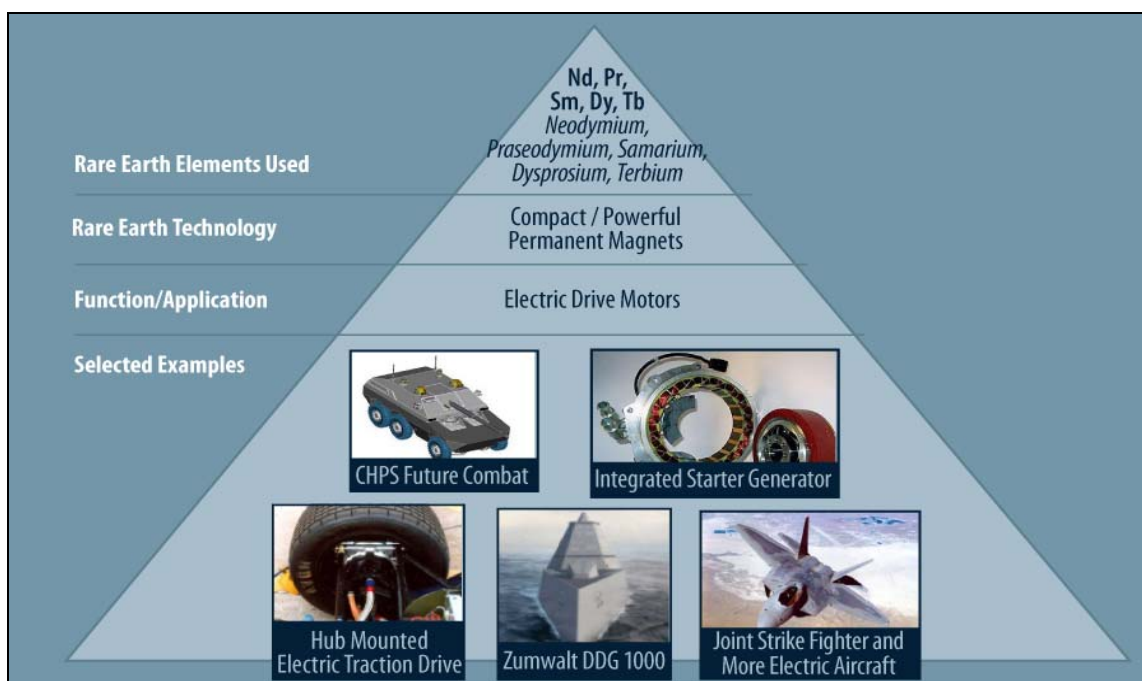 Nd, Pr,
Sm, Dy, Tb
Neodymium,
Praseodymium, Samarium,
Dysprosium, Terbium
Rare Earth Elements Used
Rare Earth Technology
Compact / Powerful
Permanent Magnets
Function/Application
Electric Drive Motors
Selected Examples
CHPS Future Combat
Integrated Starter Generator
Hub Mounted
Electric Traction Drive
Zumwalt DDG 1000
Joint Strike Fighter and
More Electric Aircraft